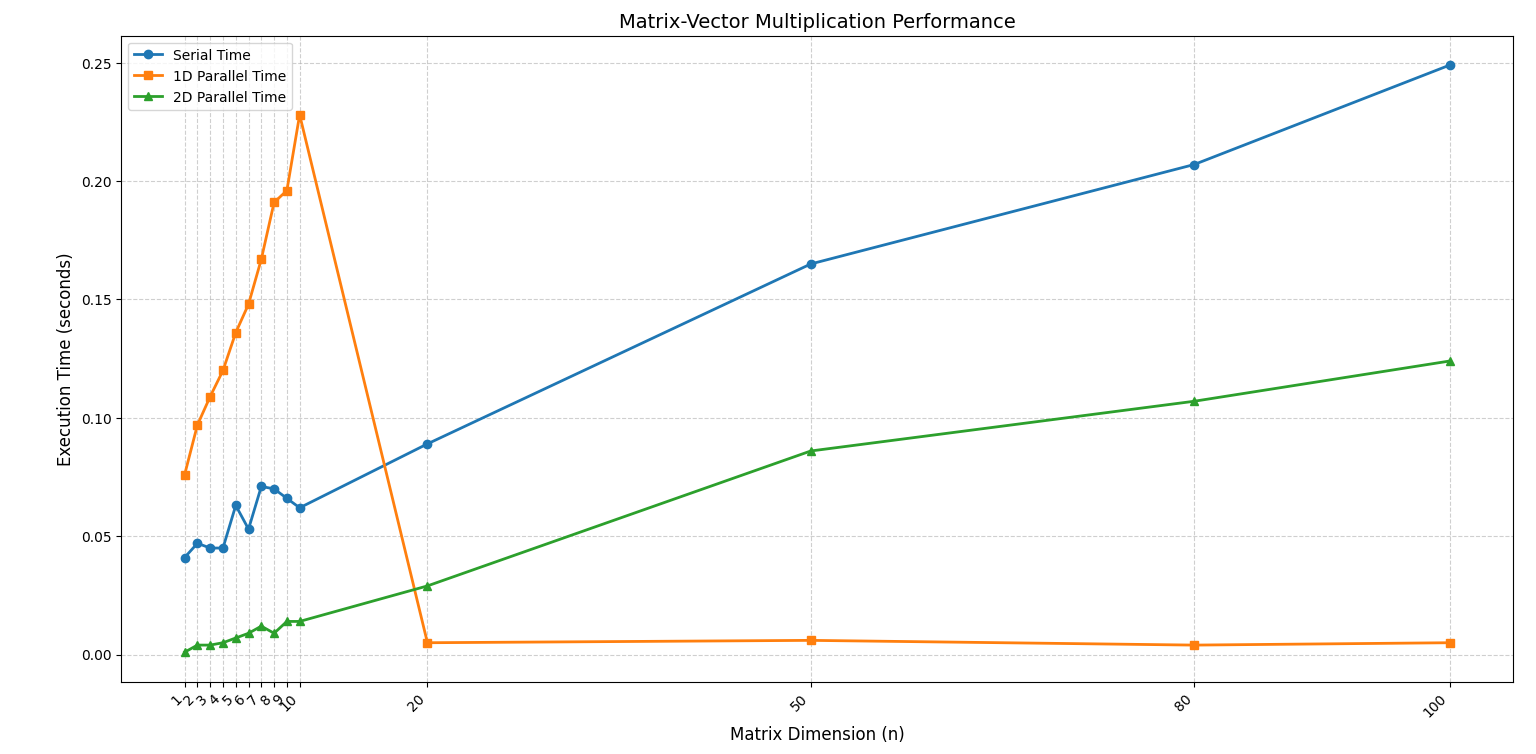 Matrix-Vector Multiplication Performance
Serial Time
1D Parallel Time
2D Parallel Time
Execution Time (seconds)
0.25
0.20
0.15
0.10
0.05
0.00
1 2 3 4 5 6 7 8 9 10 20 50 80 100
Matrix Dimension (n)